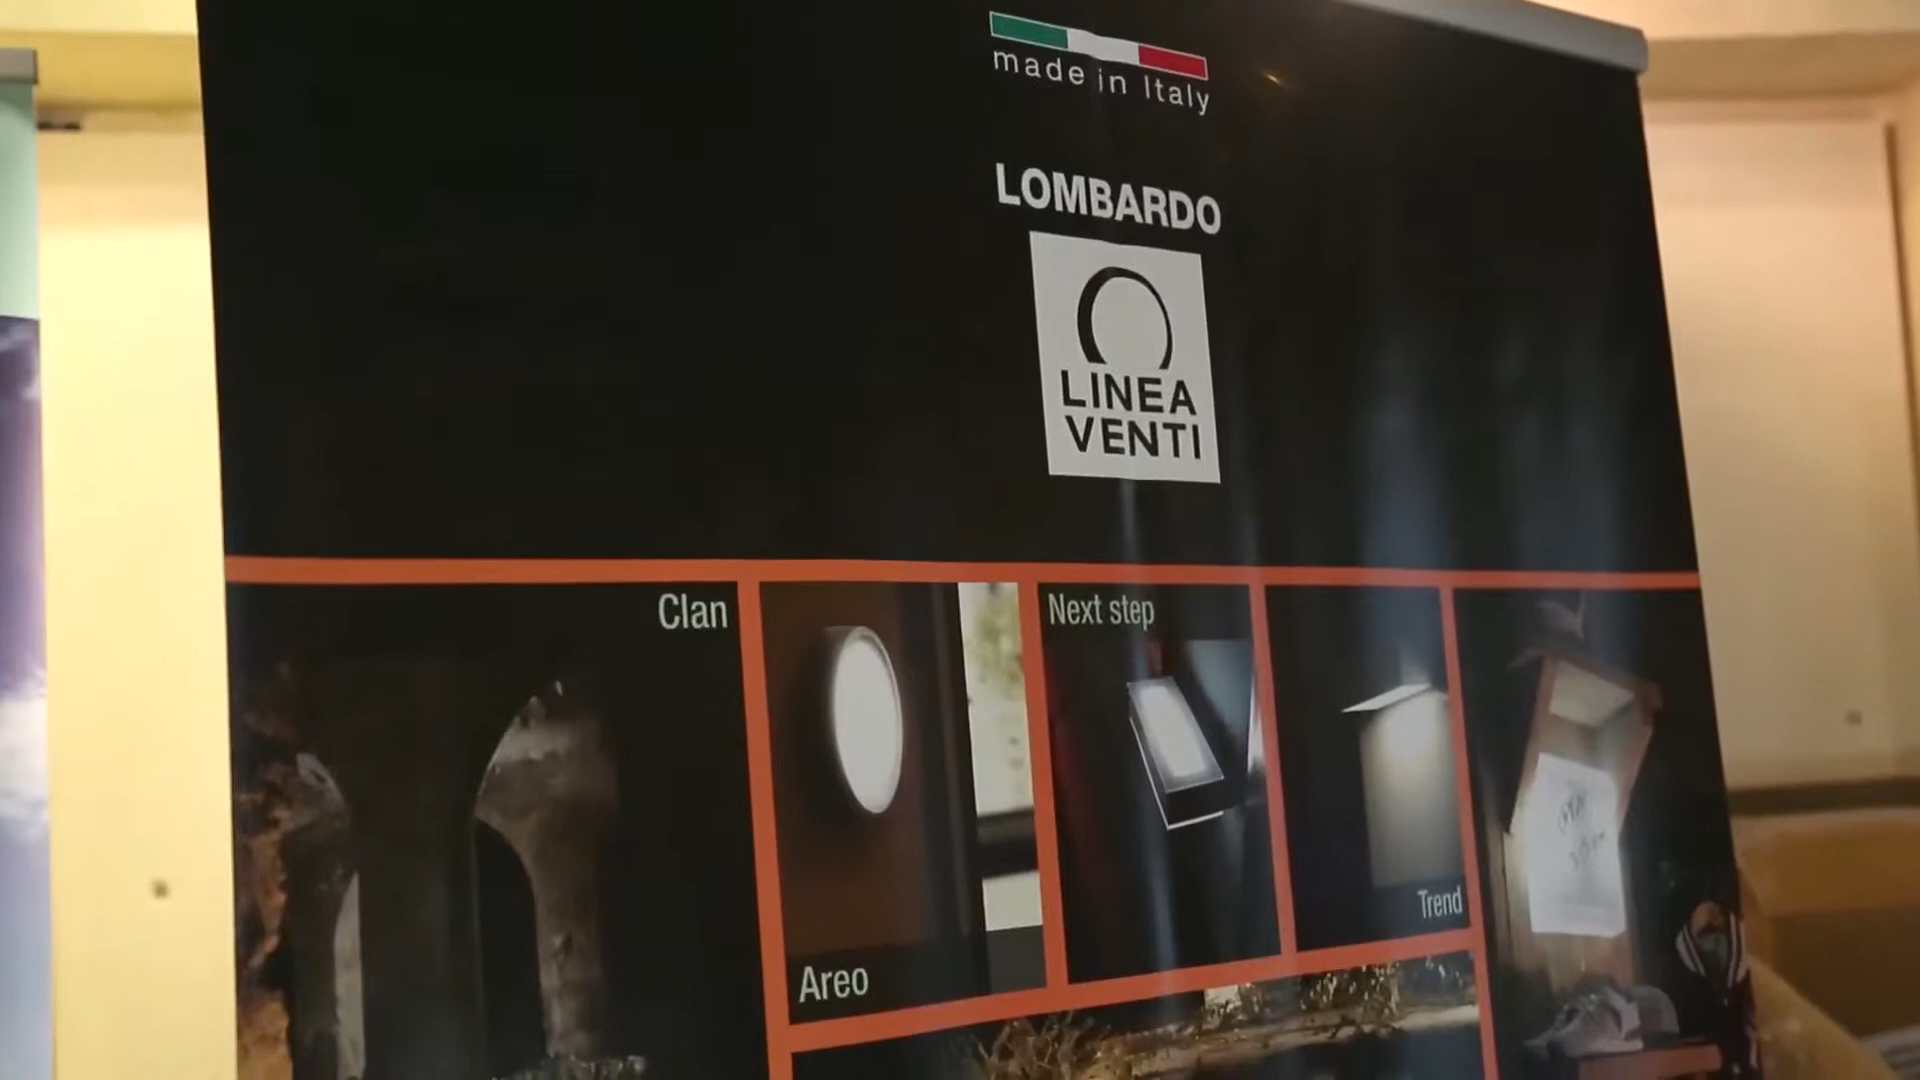 made in Italy
LOMBARDO
LINEA
VENTI
Clan
Next step
Trend
Areo